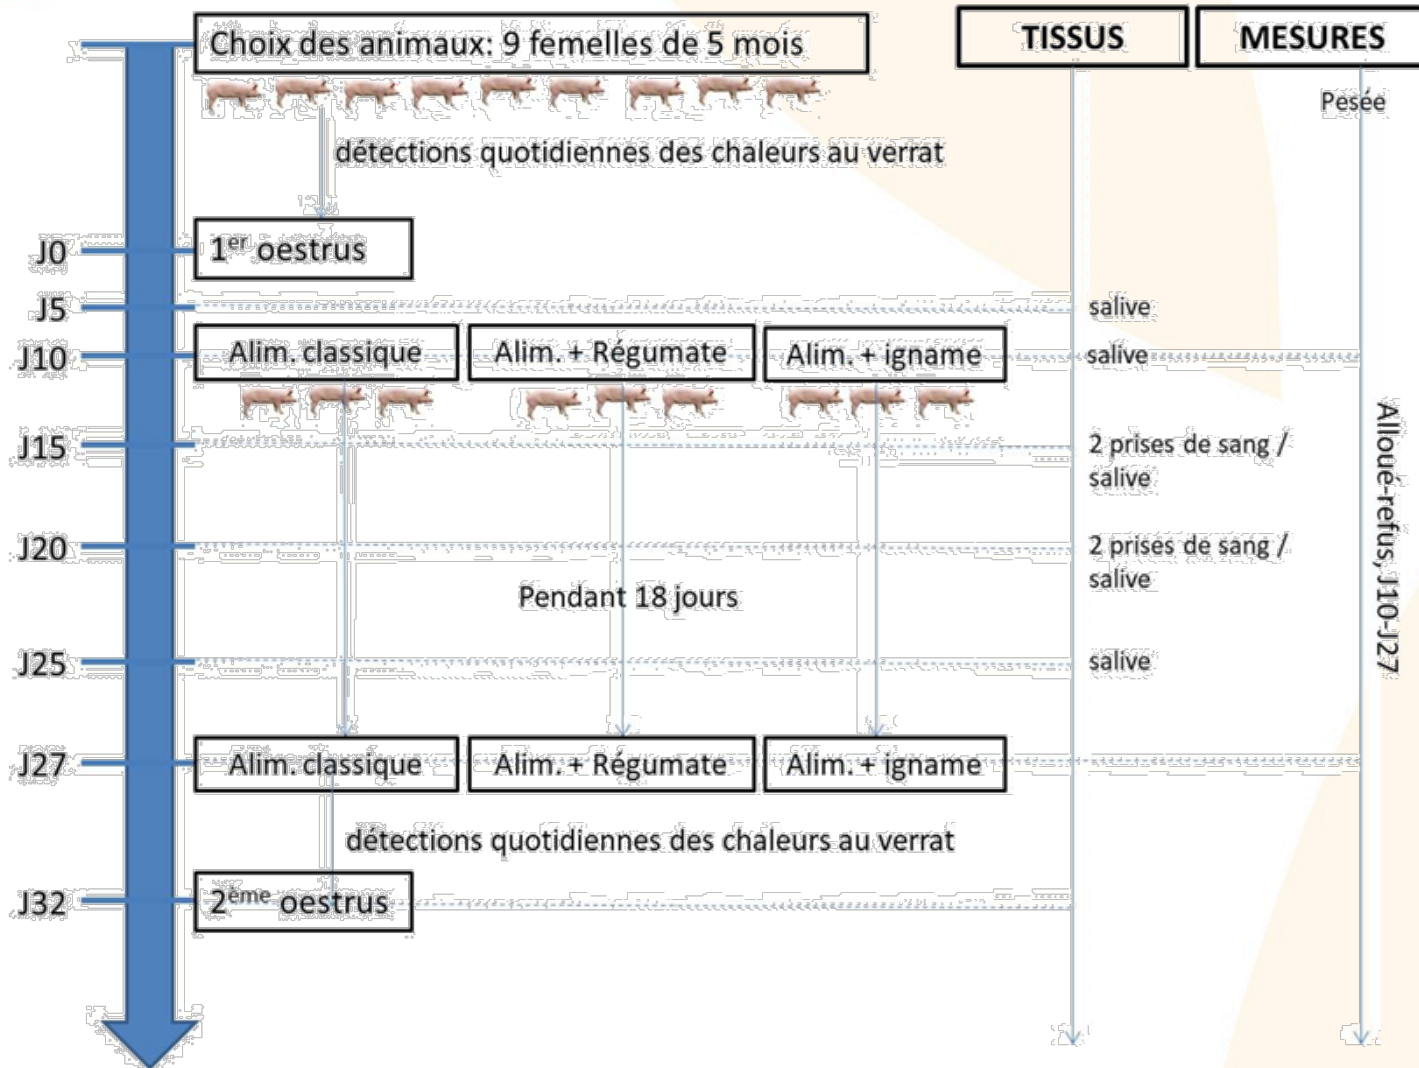 Choix des animaux: 9 femelles de 5 mois
TISSUS
MESURES
Pesée
détections quotidiennes des chaleurs au verrat
J0
1er oestrus
J5
salive
J10
Alim. classique
Alim. + Régumate
Alim. + igname
salive
J15
2 prises de sang /
salive
J20
2 prises de sang /
salive
Pendant 18 jours
Alloué-refus, J10-J27
J25
salive
J27
Alim. classique
Alim. + Régumate
Alim. + igname
détections quotidiennes des chaleurs au verrat
J32
2ème oestrus